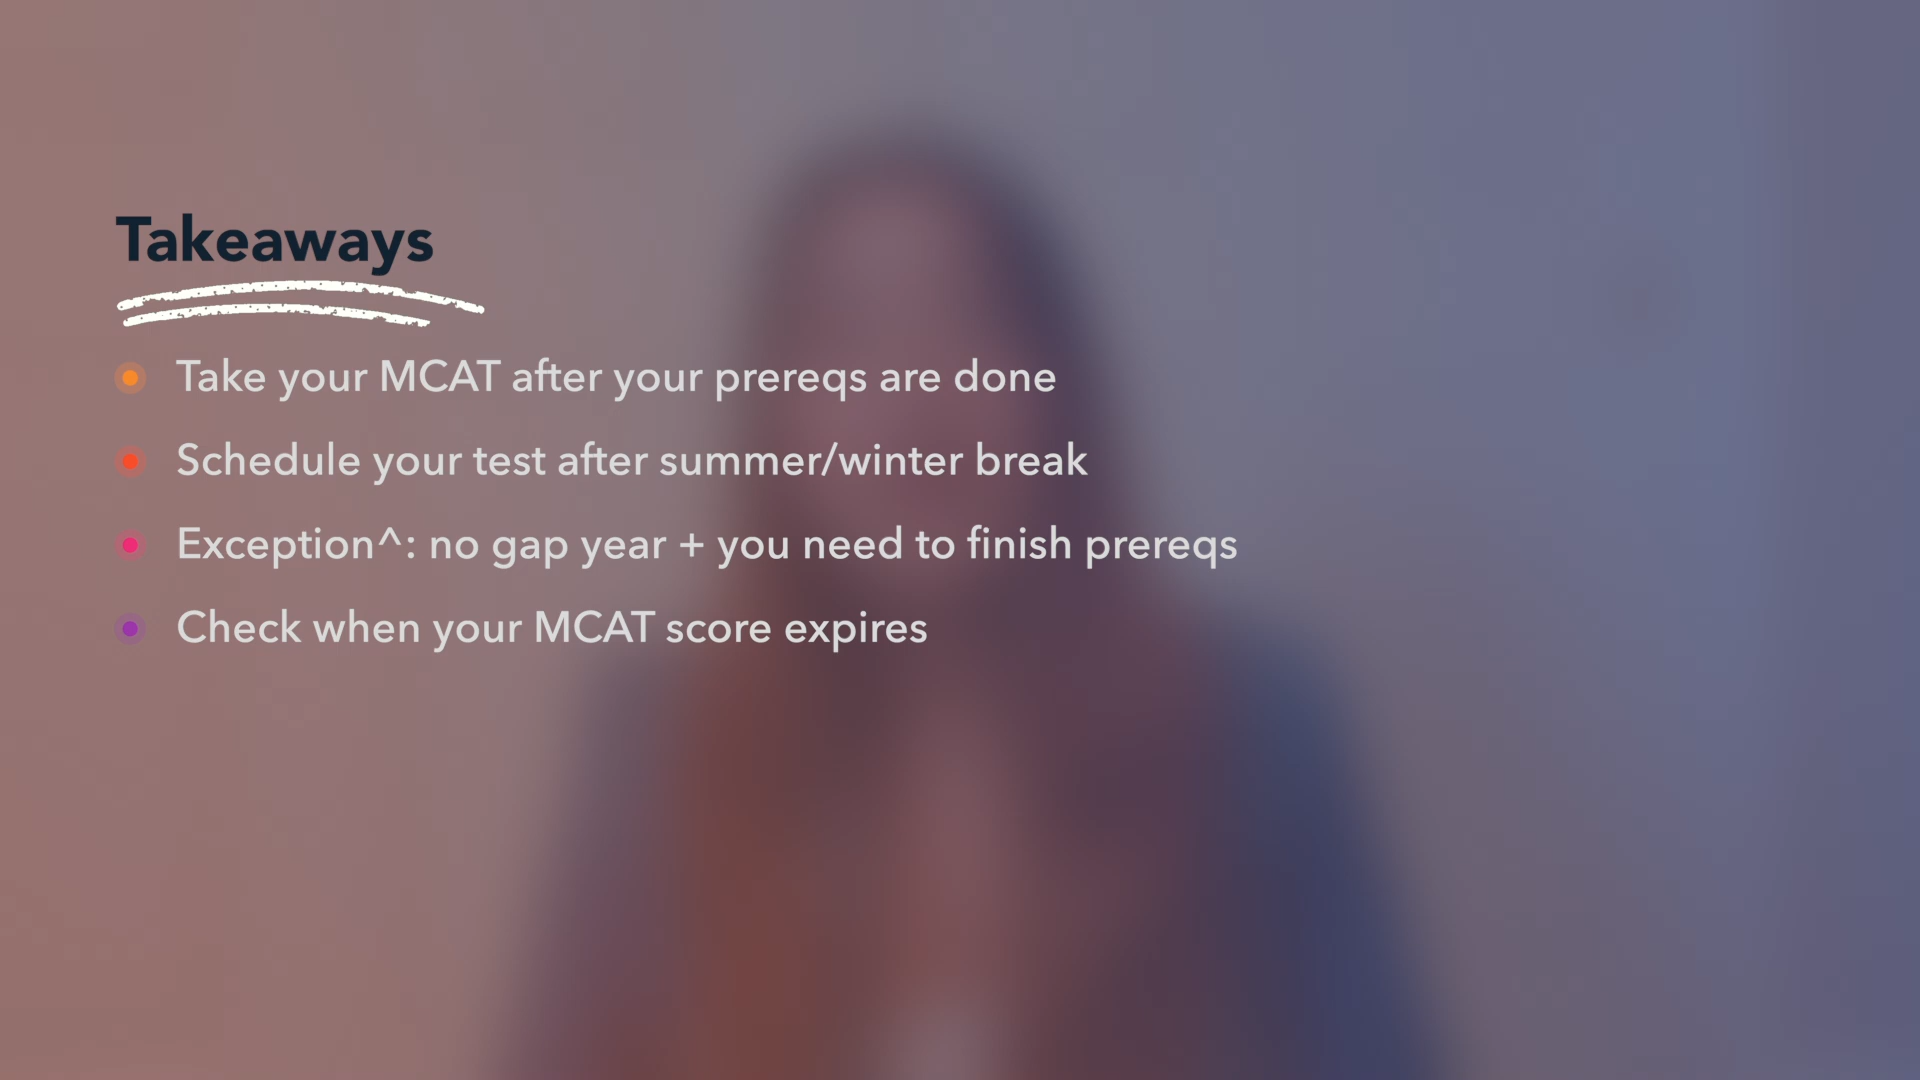 Takeaways
Take your MCAT after your prereqs are done
Schedule your test after summer/winter break
Exception^: no gap year + you need to finish prereqs
Check when your MCAT score expires